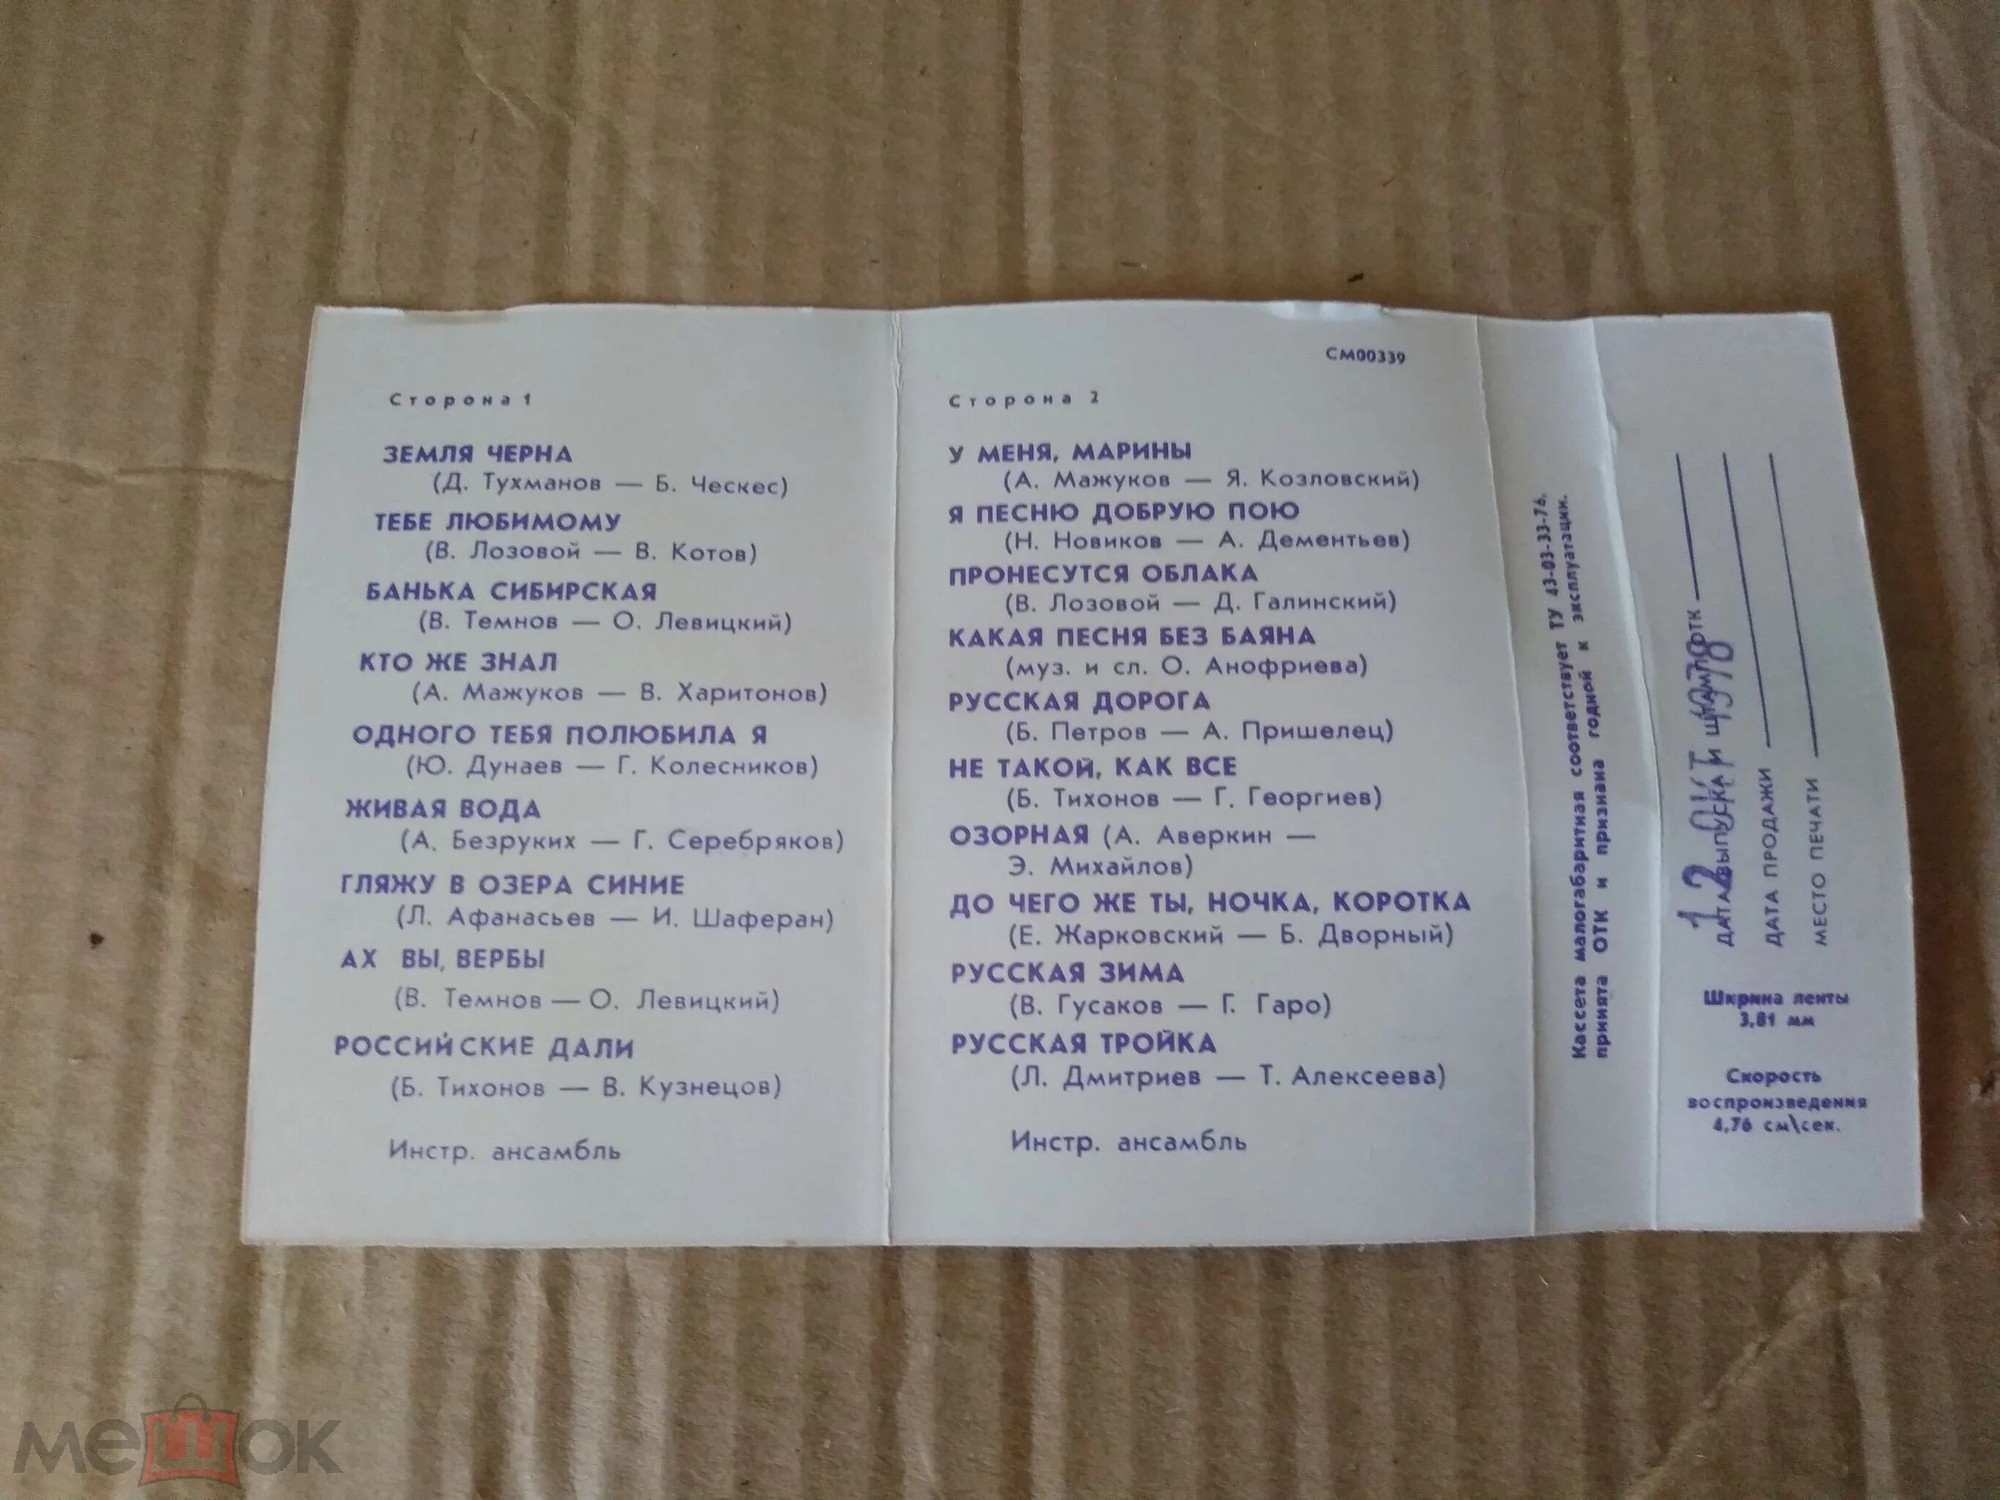 Сторона 1
ЗЕМЛЯ ЧЕРНА
(Д. Тухманов — Б. Ческес)
ТЕБЕ ЛЮБИМОМУ
(В. Лозовой — В. Котов)
БАНЬКА СИБИРСКАЯ
(В. Темнов — О. Левицкий)
КТО ЖЕ ЗНАЛ
(А. Мажуков — В. Харитонов)
ОДНОГО ТЕБЯ ПОЛЮБИЛА Я
(Ю. Дунаев — Г. Колесников)
ЖИВАЯ ВОДА
(А. Безруких — Г. Серебряков)
ГЛЯЖУ В ОЗЕРА СИНИЕ
(Л. Афанасьев — И. Шаферан)
АХ ВЫ, ВЕРБЫ
(В. Темнов — О. Левицкий)
РОССИЙСКИЕ ДАЛИ
(Б. Тихонов — В. Кузнецов)
Инстр. ансамбль
СМ00339
Сторона 2
У МЕНЯ, МАРИНЫ
(А. Мажуков — Я. Козловский)
Я ПЕСНЮ ДОБРУЮ ПОЮ
(Н. Новиков — А. Дементьев)
ПРОНЕСУТСЯ ОБЛАКА
(В. Лозовой — Д. Галинский)
КАКАЯ ПЕСНЯ БЕЗ БАЯНА
(муз. и сл. О. Анофриева)
РУССКАЯ ДОРОГА
(Б. Петров — А. Пришелец)
НЕ ТАКОЙ, КАК ВСЕ
(Б. Тихонов — Г. Георгиев)
ОЗОРНАЯ (А. Аверкин —
Э. Михайлов)
ДО ЧЕГО ЖЕ ТЫ, НОЧКА, КОРОТКА
(Е. Жарковский — Б. Дворный)
РУССКАЯ ЗИМА
(В. Гусаков — Г. Гаро)
РУССКАЯ ТРОЙКА
(Л. Дмитриев — Т. Алексеева)
Инстр. ансамбль
Кассета малогабаритная соответствует ТУ 43-03-33-76,
принята ОТК и признана годной к эксплуатации.
ДАТА ВЫПУСКА И ШТАМП ОТК
12 ОКТ 1978
ДАТА ПРОДАЖИ
МЕСТО ПЕЧАТИ
Ширина ленты
3,81 мм
Скорость
воспроизведения
4,76 см\сек.
мешок